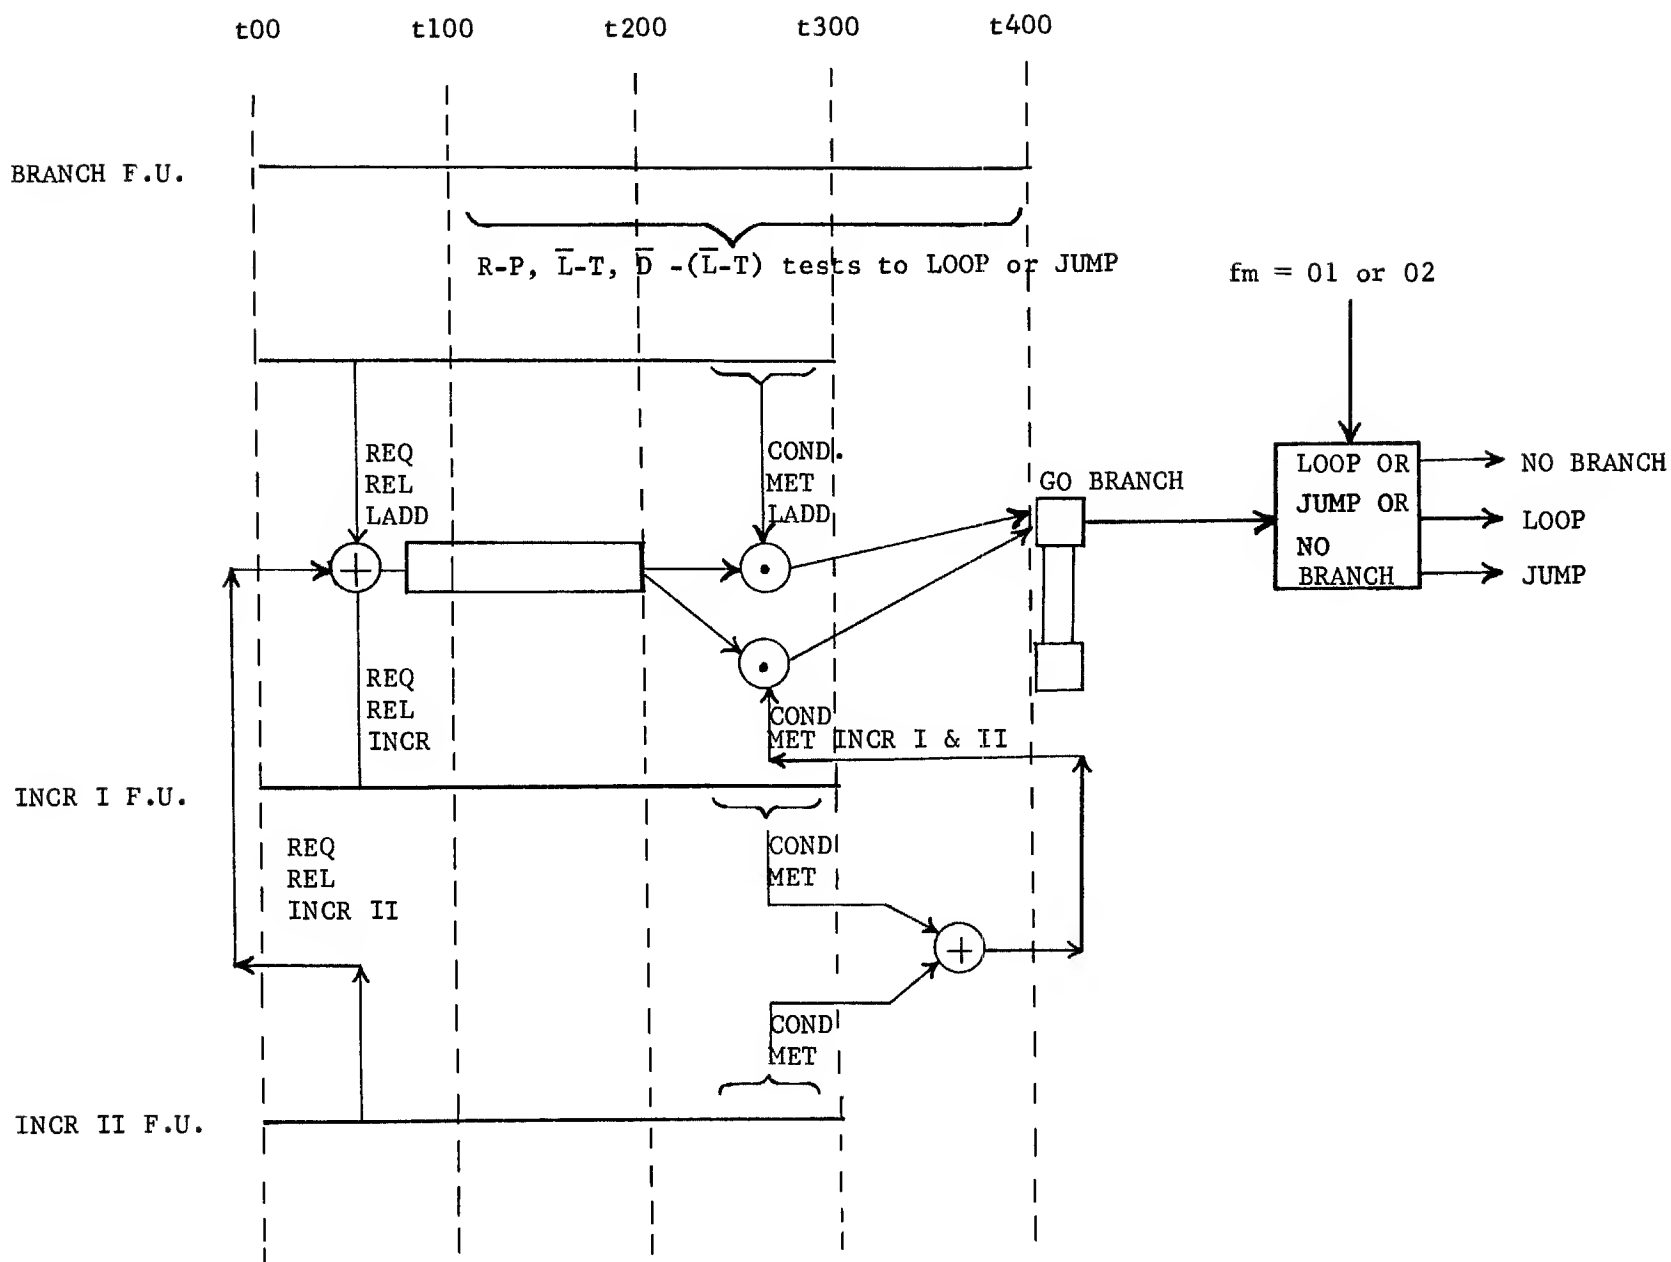 t00 t100 t200 t300 t400
BRANCH F.U.
R-P, L̅-T, D̅ -(L̅-T) tests to LOOP or JUMP
fm = 01 or 02
REQ
REL
LADD
COND.
MET
LADD
GO BRANCH
LOOP OR
JUMP OR
NO
BRANCH
NO BRANCH
LOOP
JUMP
REQ
REL
INCR
COND
MET INCR I & II
INCR I F.U.
REQ
REL
INCR II
COND
MET
COND
MET
INCR II F.U.